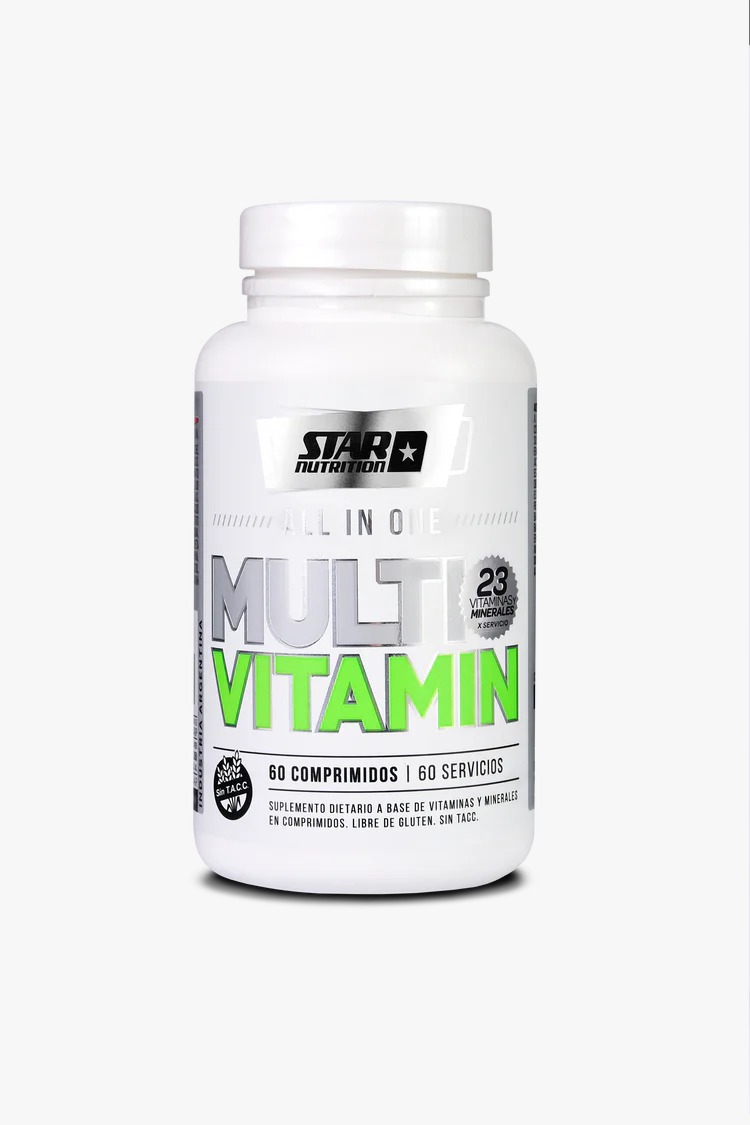 STAR
NUTRITION
ALL IN ONE
MULTI
VITAMIN
23
VITAMINAS Y
MINERALES
X SERVICIO
Sin T.A.C.C.
60 COMPRIMIDOS | 60 SERVICIOS
SUPLEMENTO DIETARIO A BASE DE VITAMINAS Y MINERALES
EN COMPRIMIDOS. LIBRE DE GLUTEN. SIN TACC.
INDUSTRIA ARGENTINA